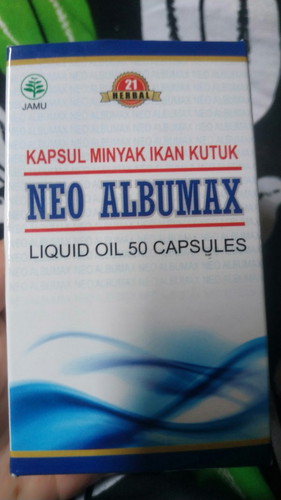 21
HERBAL
JAMU
KAPSUL MINYAK IKAN KUTUK
NEO ALBUMAX
LIQUID OIL 50 CAPSULES